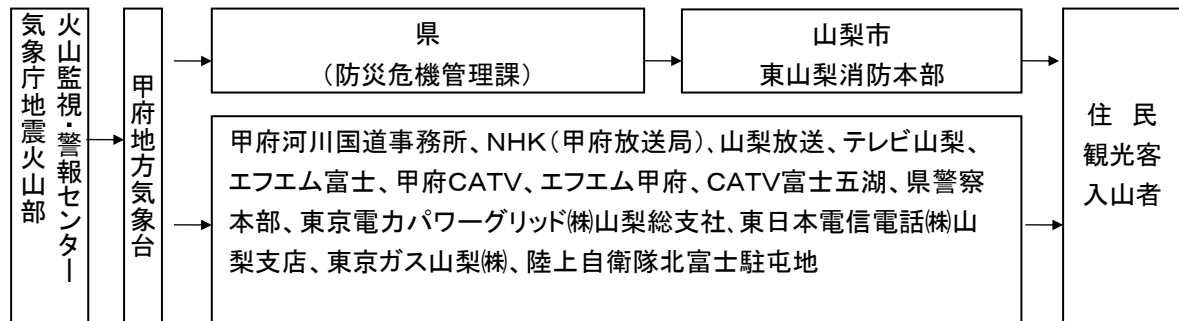 気象庁地震火山部
火山監視・警報センター
甲府地方気象台
県
（防災危機管理課）
山梨市
東山梨消防本部
甲府河川国道事務所、NHK（甲府放送局）、山梨放送、テレビ山梨、
エフエム富士、甲府CATV、エフエム甲府、CATV富士五湖、県警察
本部、東京電力パワーグリッド㈱山梨総支社、東日本電信電話㈱山
梨支店、東京ガス山梨㈱、陸上自衛隊北富士駐屯地
住　民
観光客
入山者